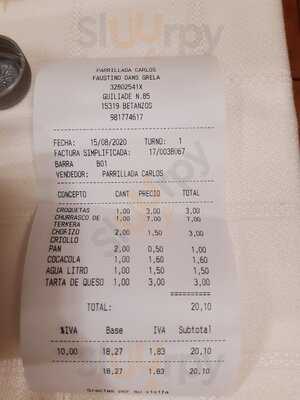 Sluurpy
PARRILLADA CARLOS
FAUSTINO DANS GRELA
32802541X
GUILIADE N.85
15319 BETANZOS
981774617
FECHA: 15/08/2020 TURNO: 1
FACTURA SIMPLIFICADA: 17/003B067
BARRA B01
VENDEDOR: PARRILLADA CARLOS
CONCEPTO CANT PRECIO TOTAL
CROQUETAS 1,00 3,00 3,00
CHURRASCO DE 1,00 7,00 7,00
TERNERA
CHORIZO 2,00 1,50 3,00
CRIOLLO
PAN 2,00 0,50 1,00
COCACOLA 1,00 1,60 1,60
AGUA LITRO 1,00 1,50 1,50
TARTA DE QUESO 1,00 3,00 3,00
==========
TOTAL: 20,10
%IVA Base IVA Subtotal
10,00 18,27 1,83 20,10
18,27 1,83 20,10
Gracias por su visita